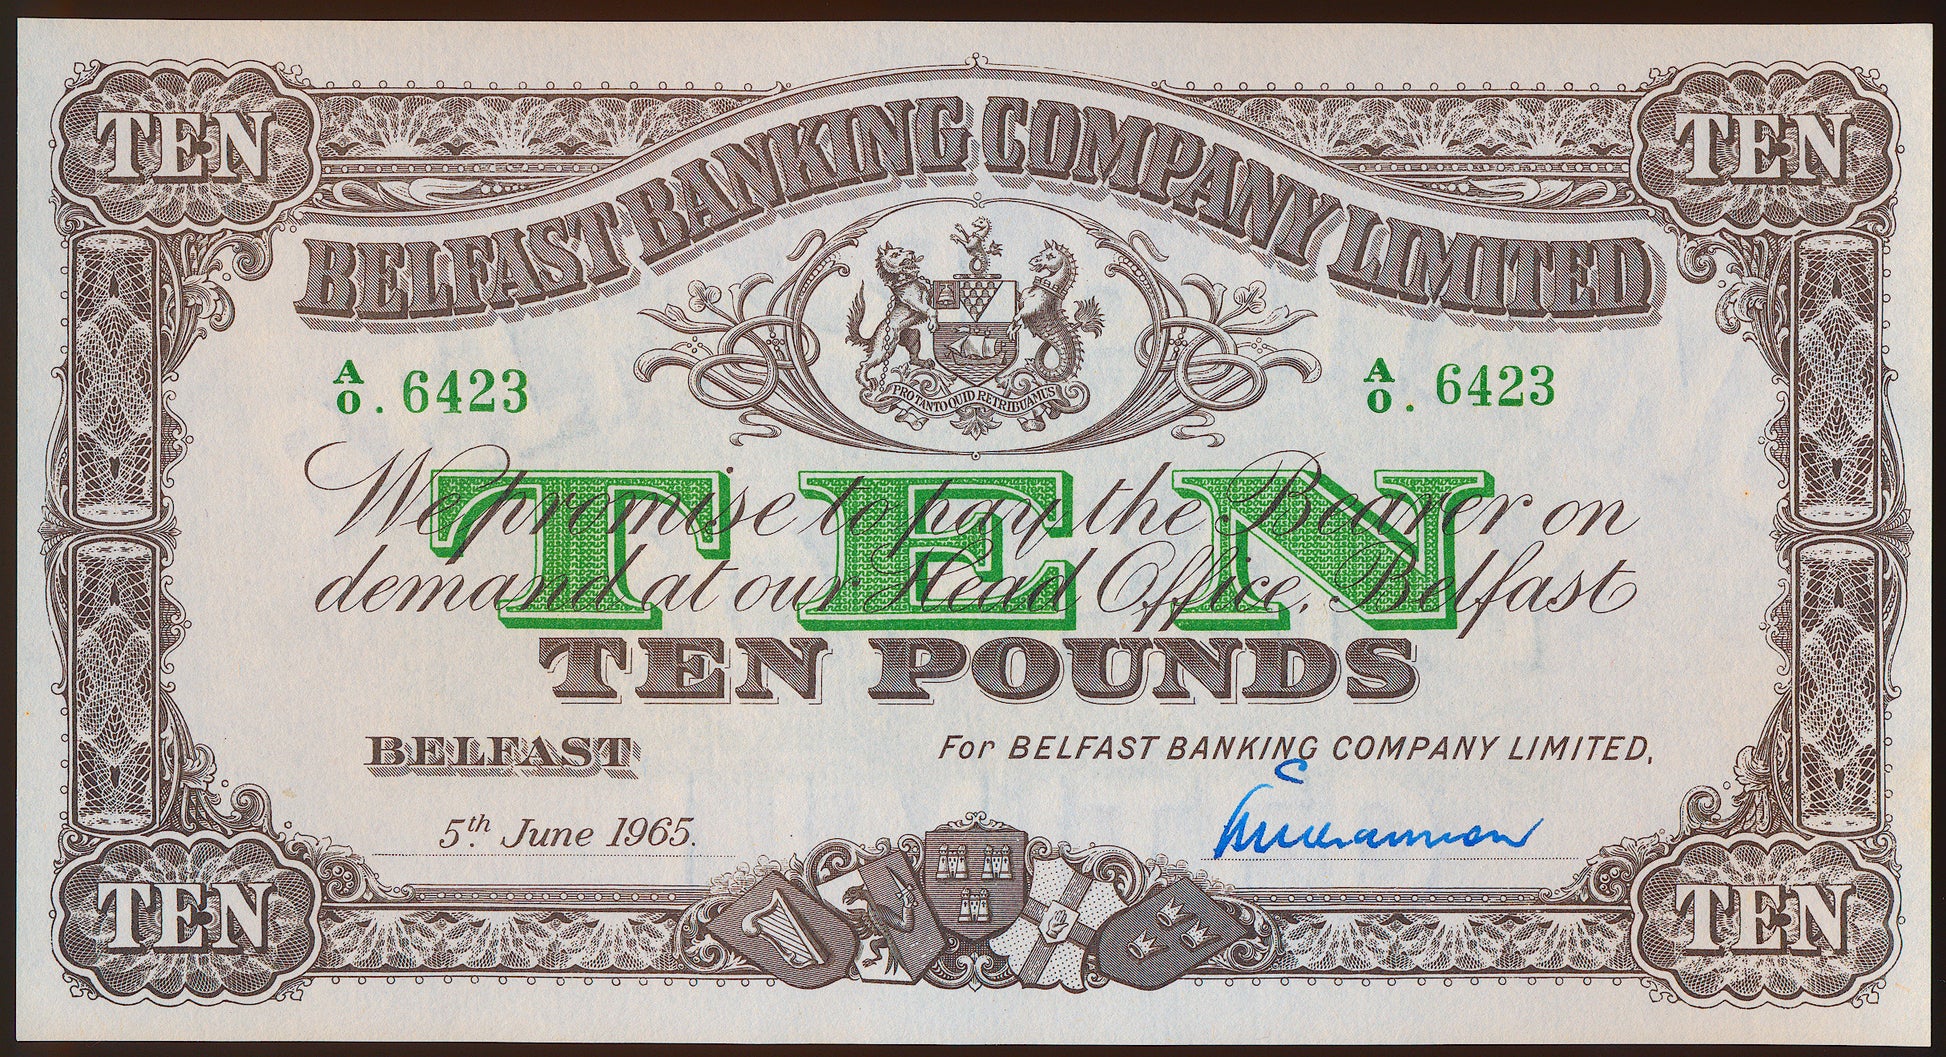 TEN
TEN
BELFAST BANKING COMPANY LIMITED
PRO TANTO QUID RETRIBUAMUS
A/O . 6423
A/O . 6423
TEN
We promise to pay the Bearer on
demand at our Head Office, Belfast
TEN POUNDS
BELFAST
For BELFAST BANKING COMPANY LIMITED,
5th June 1965.
TEN
TEN